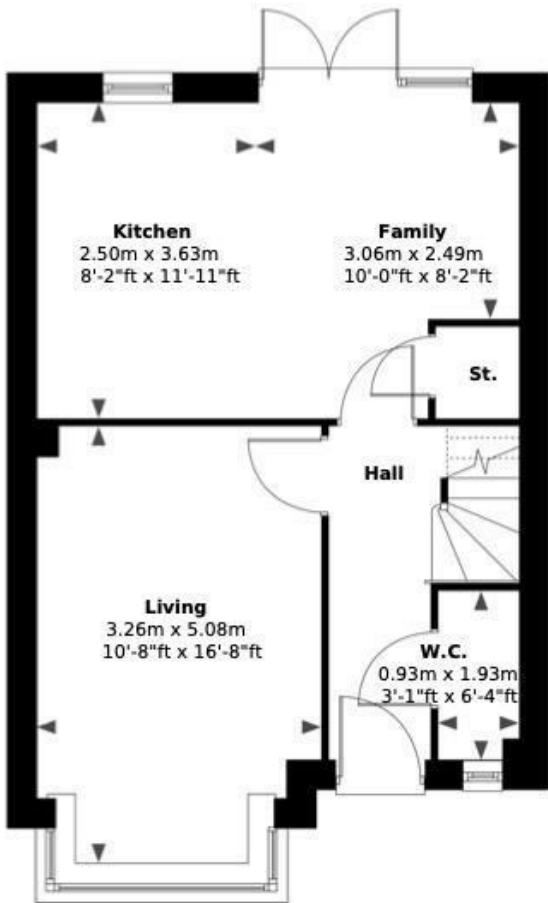 Kitchen
2.50m x 3.63m
8'-2"ft x 11'-11"ft
Family
3.06m x 2.49m
10'-0"ft x 8'-2"ft
St.
Hall
Living
3.26m x 5.08m
10'-8"ft x 16'-8"ft
W.C.
0.93m x 1.93m
3'-1"ft x 6'-4"ft